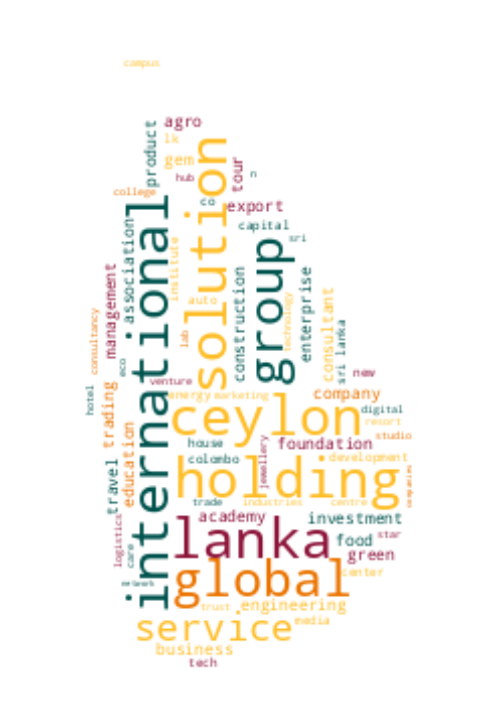 campus
agro
product
lk
gem
tour
hub
n
college
co
export
solution
international
association
capital
sri
group
institute
management
construction
enterprise
technology
consultant
auto
consultancy
lab
sri lanka
eco
new
venture
hotel
trading
energy
marketing
company
ceylon
digital
resort
studio
house
foundation
education
jewellery
colombo
development
travel
holding
companies
trade
industries
centre
academy
investment
logistics
lanka
star
food
care
green
global
center
network
trust
engineering
service
media
business
tech